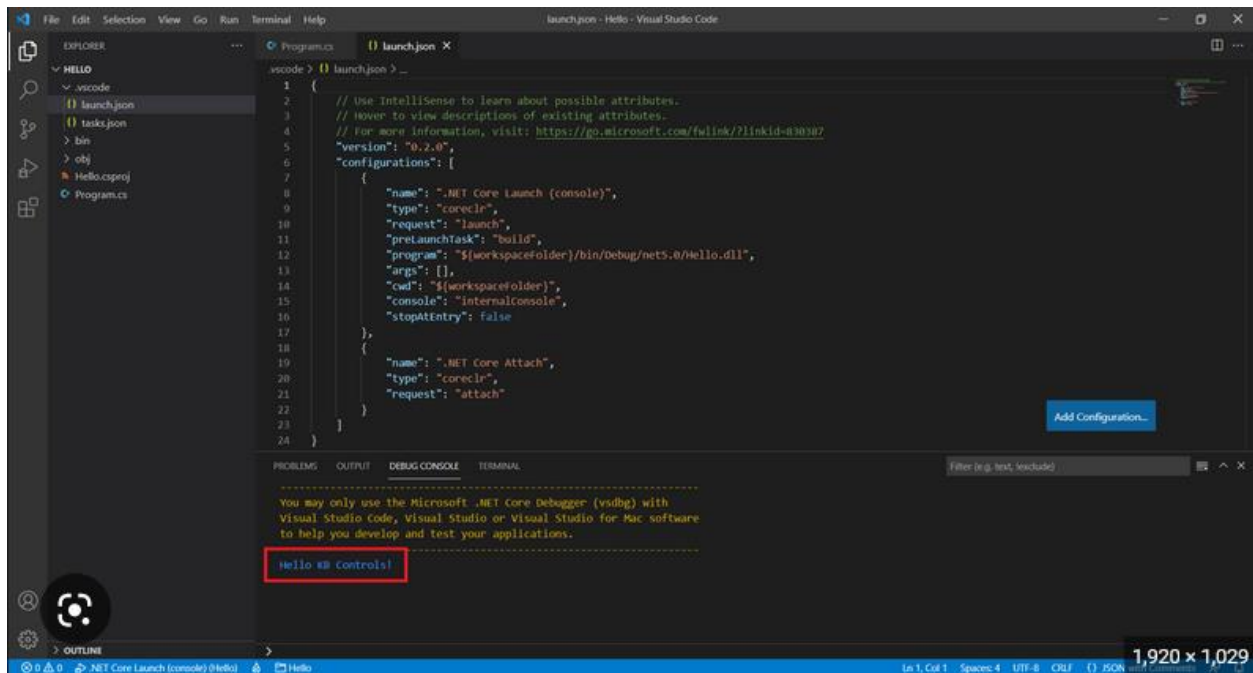 File Edit Selection View Go Run Terminal Help
launch.json - Hello - Visual Studio Code
EXPLORER
HELLO
.vscode
{} launch.json
{} tasks.json
bin
obj
Hello.csproj
Program.cs
OUTLINE
Program.cs
{} launch.json
.vscode > {} launch.json > ...
1 {
2 // Use IntelliSense to learn about possible attributes.
3 // Hover to view descriptions of existing attributes.
4 // For more information, visit: https://go.microsoft.com/fwlink/?linkid=830387
5 "version": "0.2.0",
6 "configurations": [
7 {
8 "name": ".NET Core Launch (console)",
9 "type": "coreclr",
10 "request": "launch",
11 "preLaunchTask": "build",
12 "program": "${workspaceFolder}/bin/Debug/net5.0/Hello.dll",
13 "args": [],
14 "cwd": "${workspaceFolder}",
15 "console": "internalConsole",
16 "stopAtEntry": false
17 },
18 {
19 "name": ".NET Core Attach",
20 "type": "coreclr",
21 "request": "attach"
22 }
23 ]
24 }
Add Configuration...
PROBLEMS OUTPUT DEBUG CONSOLE TERMINAL
Filter (e.g. text, !exclude)
-------------------------------------------------------------------
You may only use the Microsoft .NET Core Debugger (vsdbg) with
Visual Studio Code, Visual Studio or Visual Studio for Mac software
to help you develop and test your applications.
-------------------------------------------------------------------
Hello KB Controls!
>
0 0 .NET Core Launch (console) (Hello) Hello
Ln 1, Col 1 Spaces: 4 UTF-8 CRLF {} JSON with Comments
1,920 × 1,029